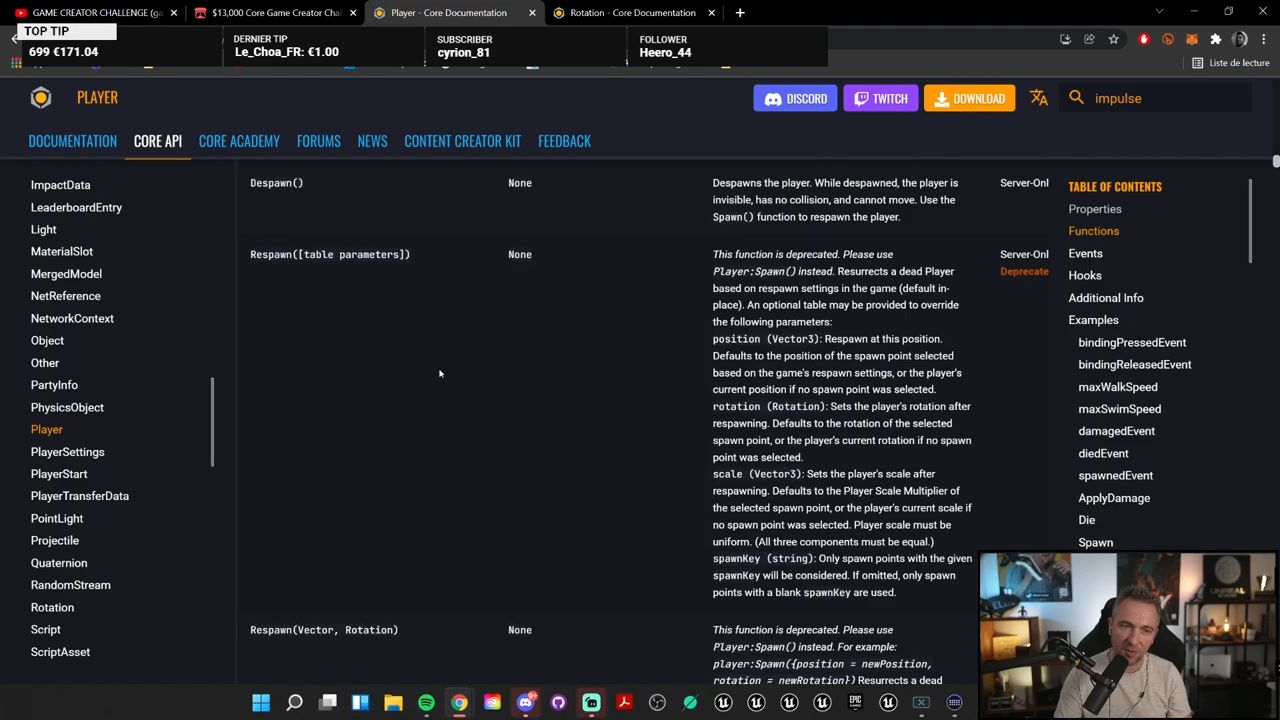 GAME CREATOR CHALLENGE (ga
$13,000 Core Game Creator Cha
Player - Core Documentation
Rotation - Core Documentation
TOP TIP
699 €171.04
DERNIER TIP
Le_Choa_FR: €1.00
SUBSCRIBER
cyrion_81
FOLLOWER
Heero_44
Liste de lecture
PLAYER
DISCORD
TWITCH
DOWNLOAD
impulse
DOCUMENTATION
CORE API
CORE ACADEMY
FORUMS
NEWS
CONTENT CREATOR KIT
FEEDBACK
ImpactData
LeaderboardEntry
Light
MaterialSlot
MergedModel
NetReference
NetworkContext
Object
Other
PartyInfo
PhysicsObject
Player
PlayerSettings
PlayerStart
PlayerTransferData
PointLight
Projectile
Quaternion
RandomStream
Rotation
Script
ScriptAsset
Despawn()
None
Despawns the player. While despawned, the player is
invisible, has no collision, and cannot move. Use the
Spawn() function to respawn the player.
Server-Onl
Respawn([table parameters])
None
This function is deprecated. Please use
Player:Spawn() instead. Resurrects a dead Player
based on respawn settings in the game (default in-
place). An optional table may be provided to override
the following parameters:
position (Vector3): Respawn at this position.
Defaults to the position of the spawn point selected
based on the game's respawn settings, or the player's
current position if no spawn point was selected.
rotation (Rotation): Sets the player's rotation after
respawning. Defaults to the rotation of the selected
spawn point, or the player's current rotation if no spawn
point was selected.
scale (Vector3): Sets the player's scale after
respawning. Defaults to the Player Scale Multiplier of
the selected spawn point, or the player's current scale if
no spawn point was selected. Player scale must be
uniform. (All three components must be equal.)
spawnKey (string): Only spawn points with the given
spawnKey will be considered. If omitted, only spawn
points with a blank spawnKey are used.
Server-Onl
Deprecate
Respawn(Vector, Rotation)
None
This function is deprecated. Please use
Player:Spawn() instead. For example:
player:Spawn({position = newPosition,
rotation = newRotation}) Resurrects a dead
Server-Onl
TABLE OF CONTENTS
Properties
Functions
Events
Hooks
Additional Info
Examples
bindingPressedEvent
bindingReleasedEvent
maxWalkSpeed
maxSwimSpeed
damagedEvent
diedEvent
spawnedEvent
ApplyDamage
Die
Spawn